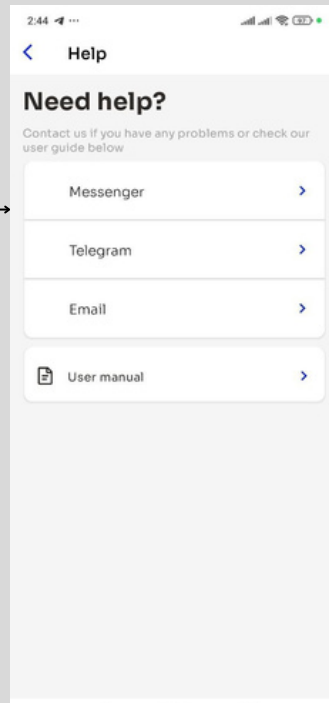 2:44
97
Help
Need help?
Contact us if you have any problems or check our
user guide below
Messenger
Telegram
Email
User manual